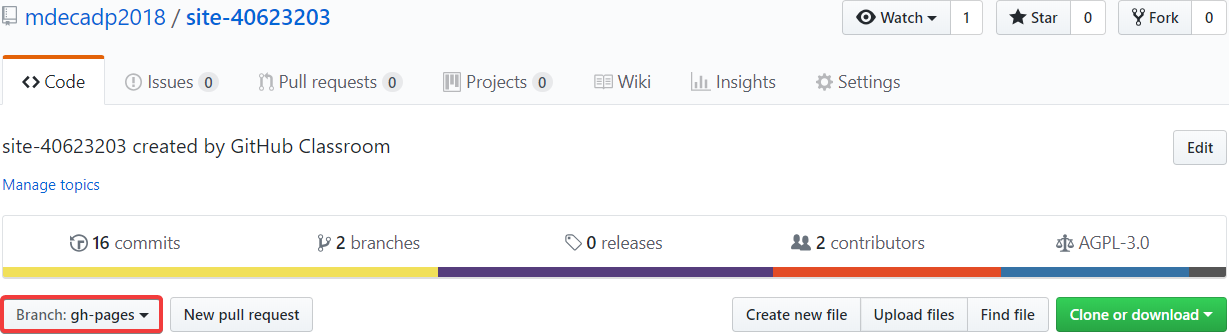 mdecadp2018 / site-40623203 Watch 1 Star 0 Fork 0
Code Issues 0 Pull requests 0 Projects 0 Wiki Insights Settings
site-40623203 created by GitHub Classroom Edit
Manage topics
16 commits 2 branches 0 releases 2 contributors AGPL-3.0
Branch: gh-pages New pull request Create new file Upload files Find file Clone or download